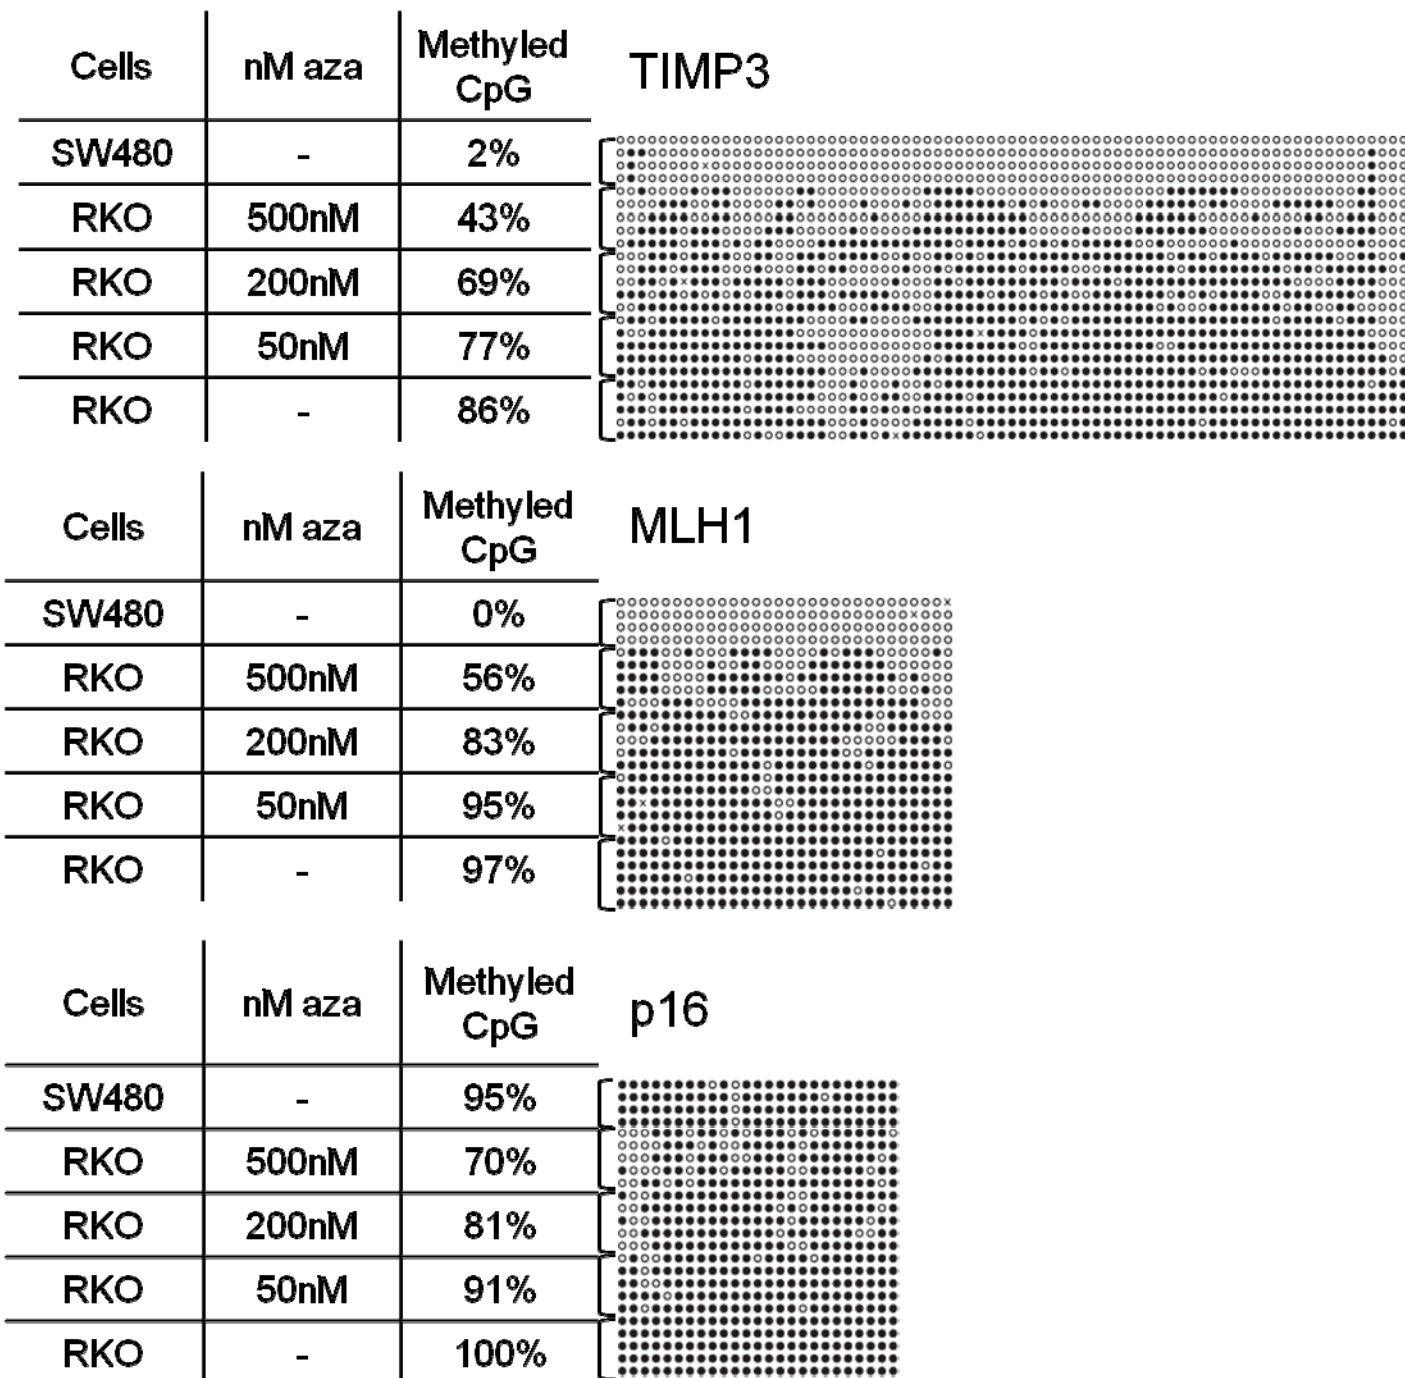 Cells nM aza Methyled CpG TIMP3
SW480 - 2%
RKO 500nM 43%
RKO 200nM 69%
RKO 50nM 77%
RKO - 86%
Cells nM aza Methyled CpG MLH1
SW480 - 0%
RKO 500nM 56%
RKO 200nM 83%
RKO 50nM 95%
RKO - 97%
Cells nM aza Methyled CpG p16
SW480 - 95%
RKO 500nM 70%
RKO 200nM 81%
RKO 50nM 91%
RKO - 100%